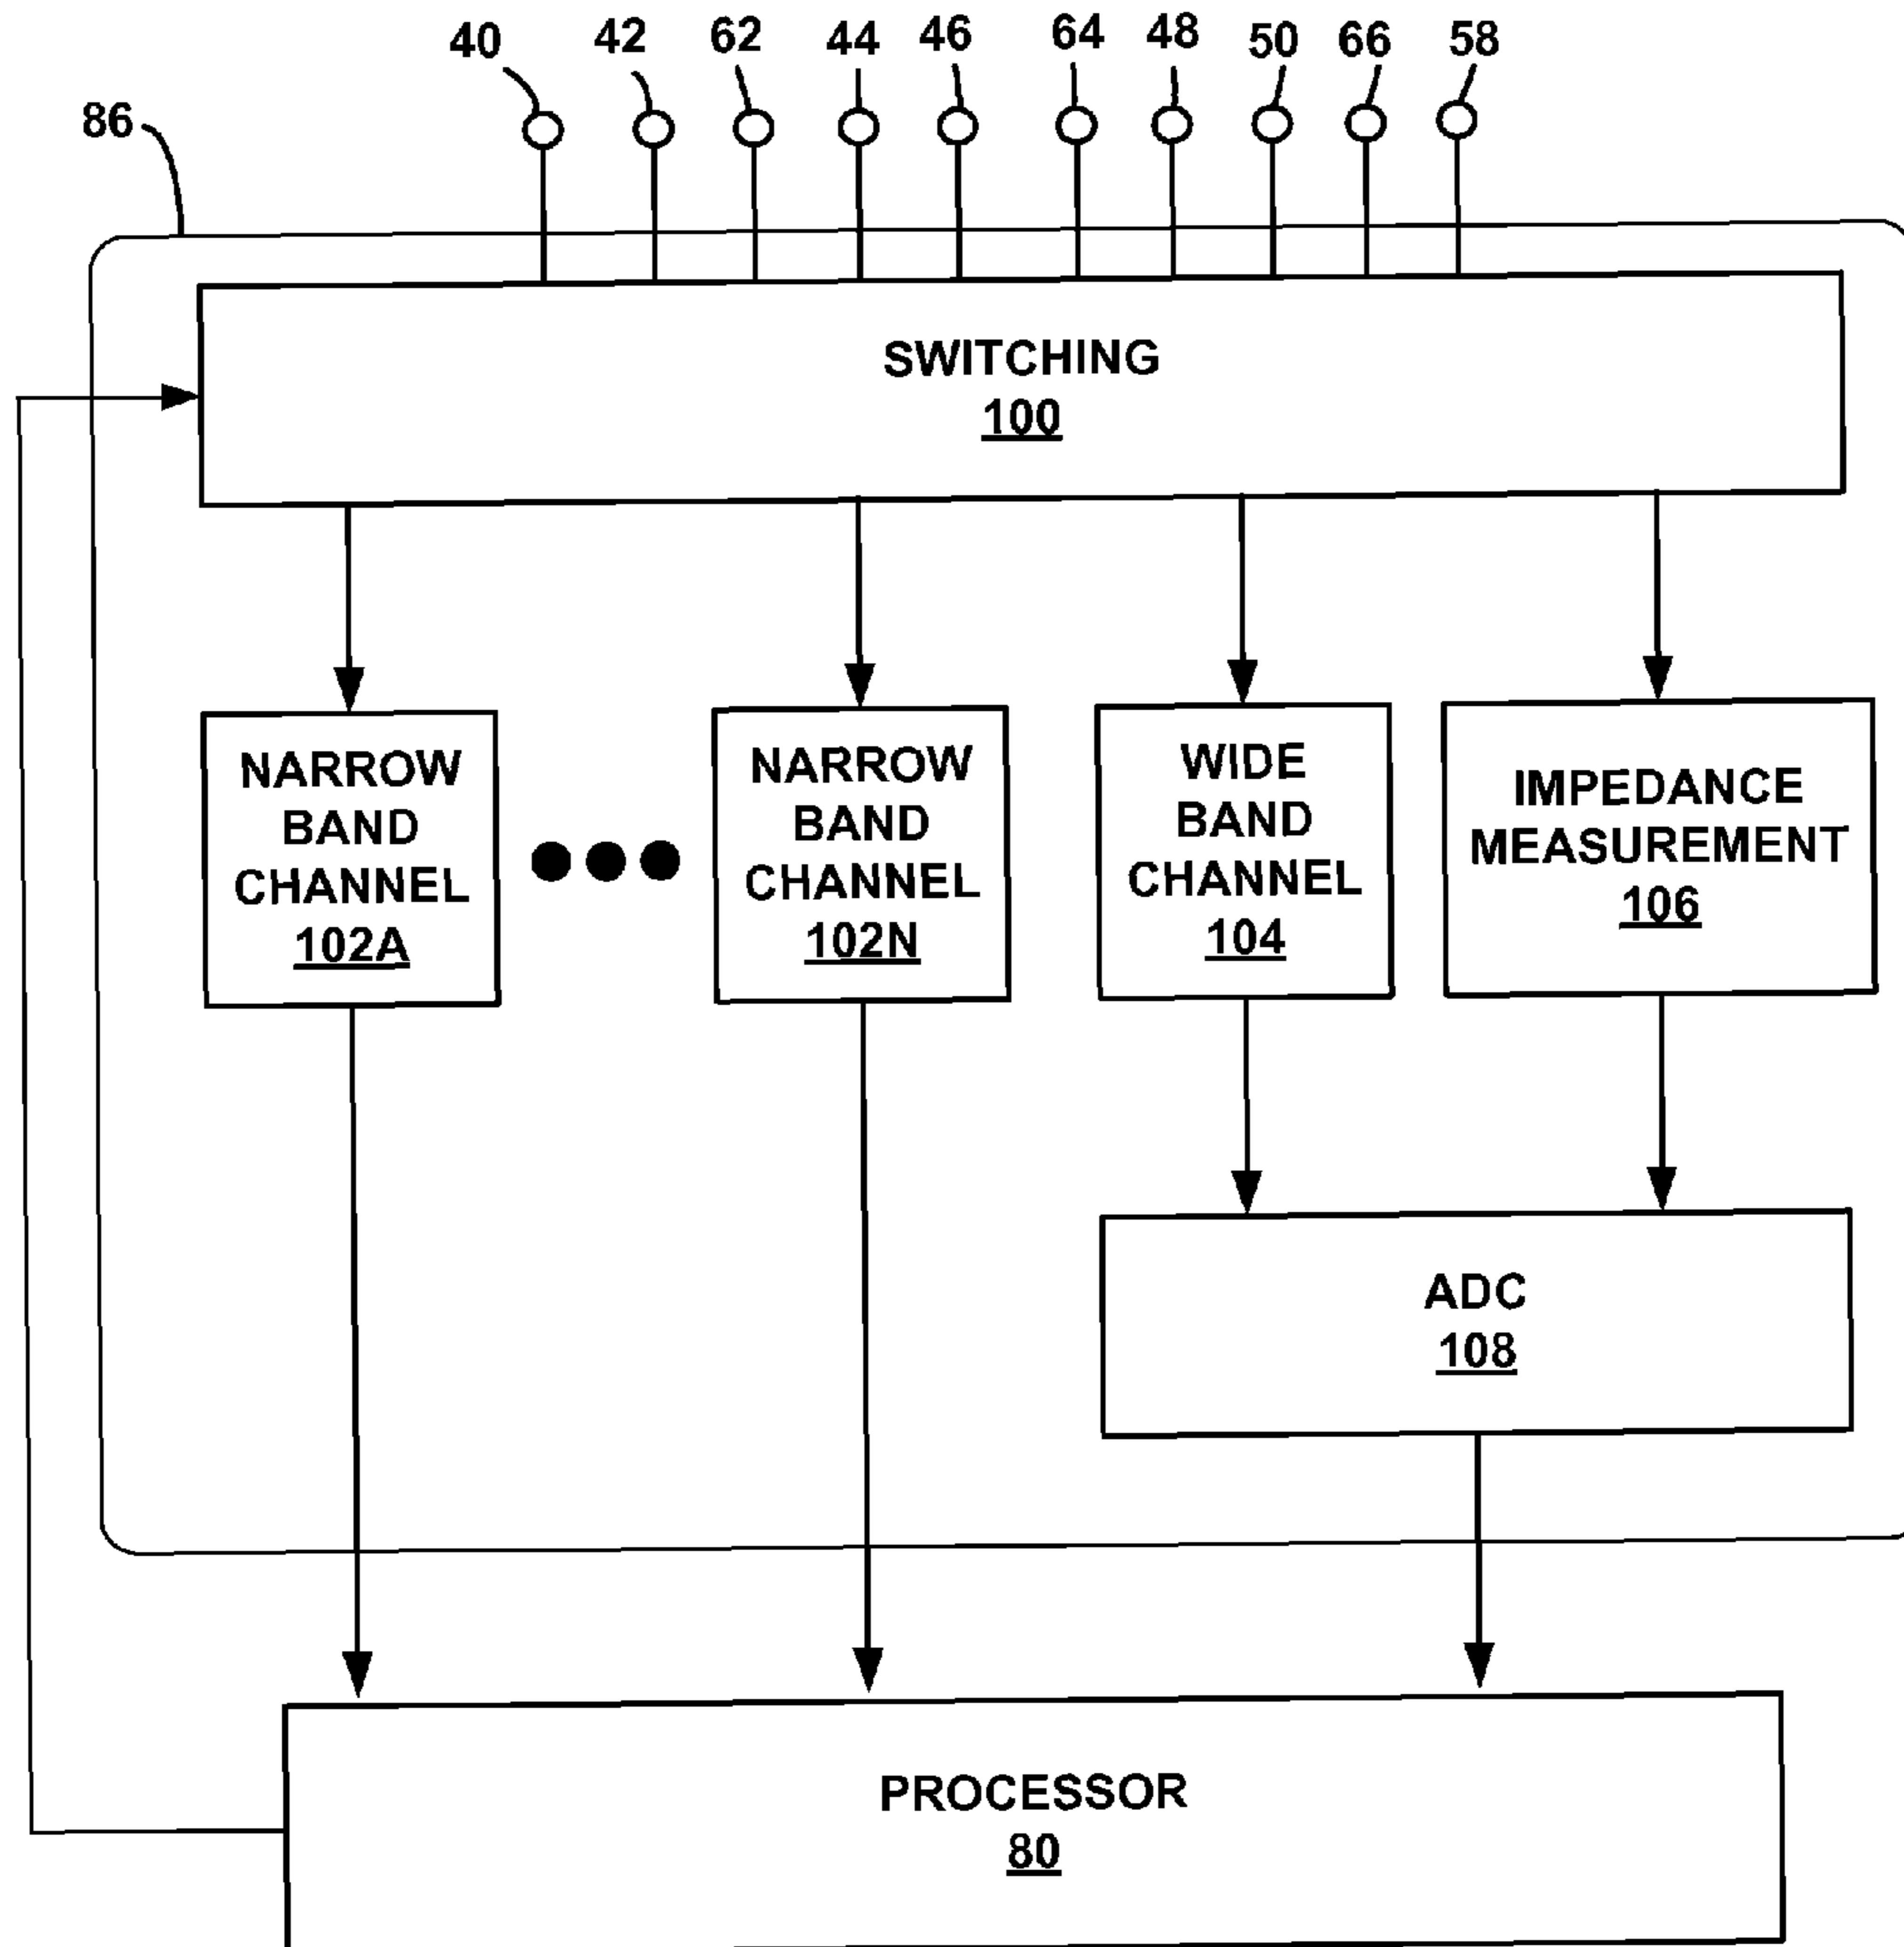 40 42 62 44 46 64 48 50 66 58
86
SWITCHING
100
NARROW
BAND
CHANNEL
102A
NARROW
BAND
CHANNEL
102N
WIDE
BAND
CHANNEL
104
IMPEDANCE
MEASUREMENT
106
ADC
108
PROCESSOR
80